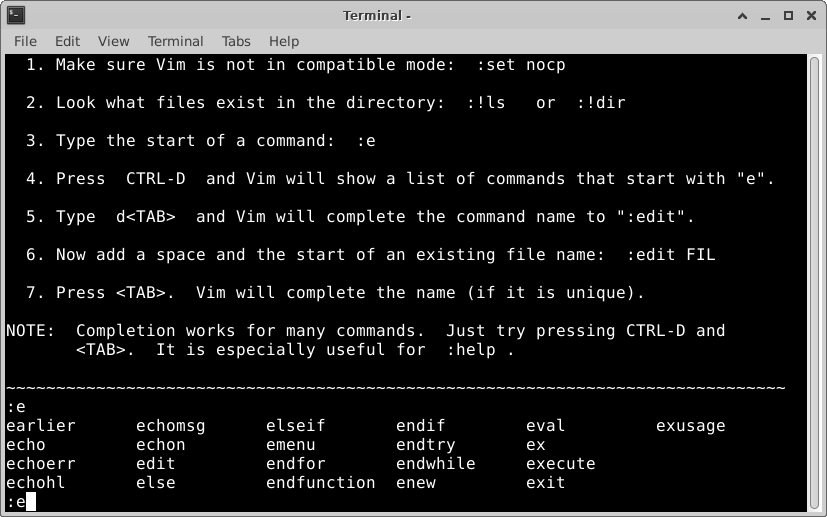 Terminal -
File Edit View Terminal Tabs Help
1. Make sure Vim is not in compatible mode:  :set nocp
2. Look what files exist in the directory:  :!ls   or  :!dir
3. Type the start of a command:  :e
4. Press  CTRL-D  and Vim will show a list of commands that start with "e".
5. Type  d<TAB>  and Vim will complete the command name to ":edit".
6. Now add a space and the start of an existing file name:  :edit FIL
7. Press <TAB>.  Vim will complete the name (if it is unique).
NOTE:  Completion works for many commands.  Just try pressing CTRL-D and
       <TAB>.  It is especially useful for  :help .
~~~~~~~~~~~~~~~~~~~~~~~~~~~~~~~~~~~~~~~~~~~~~~~~~~~~~~~~~~~~~~~~~~~~~~~~~~~~~~
:e
earlier      echomsg      elseif       endif        eval         exusage
echo         echon        emenu        endtry       ex
echoerr      edit         endfor       endwhile     execute
echohl       else         endfunction  enew         exit
:e